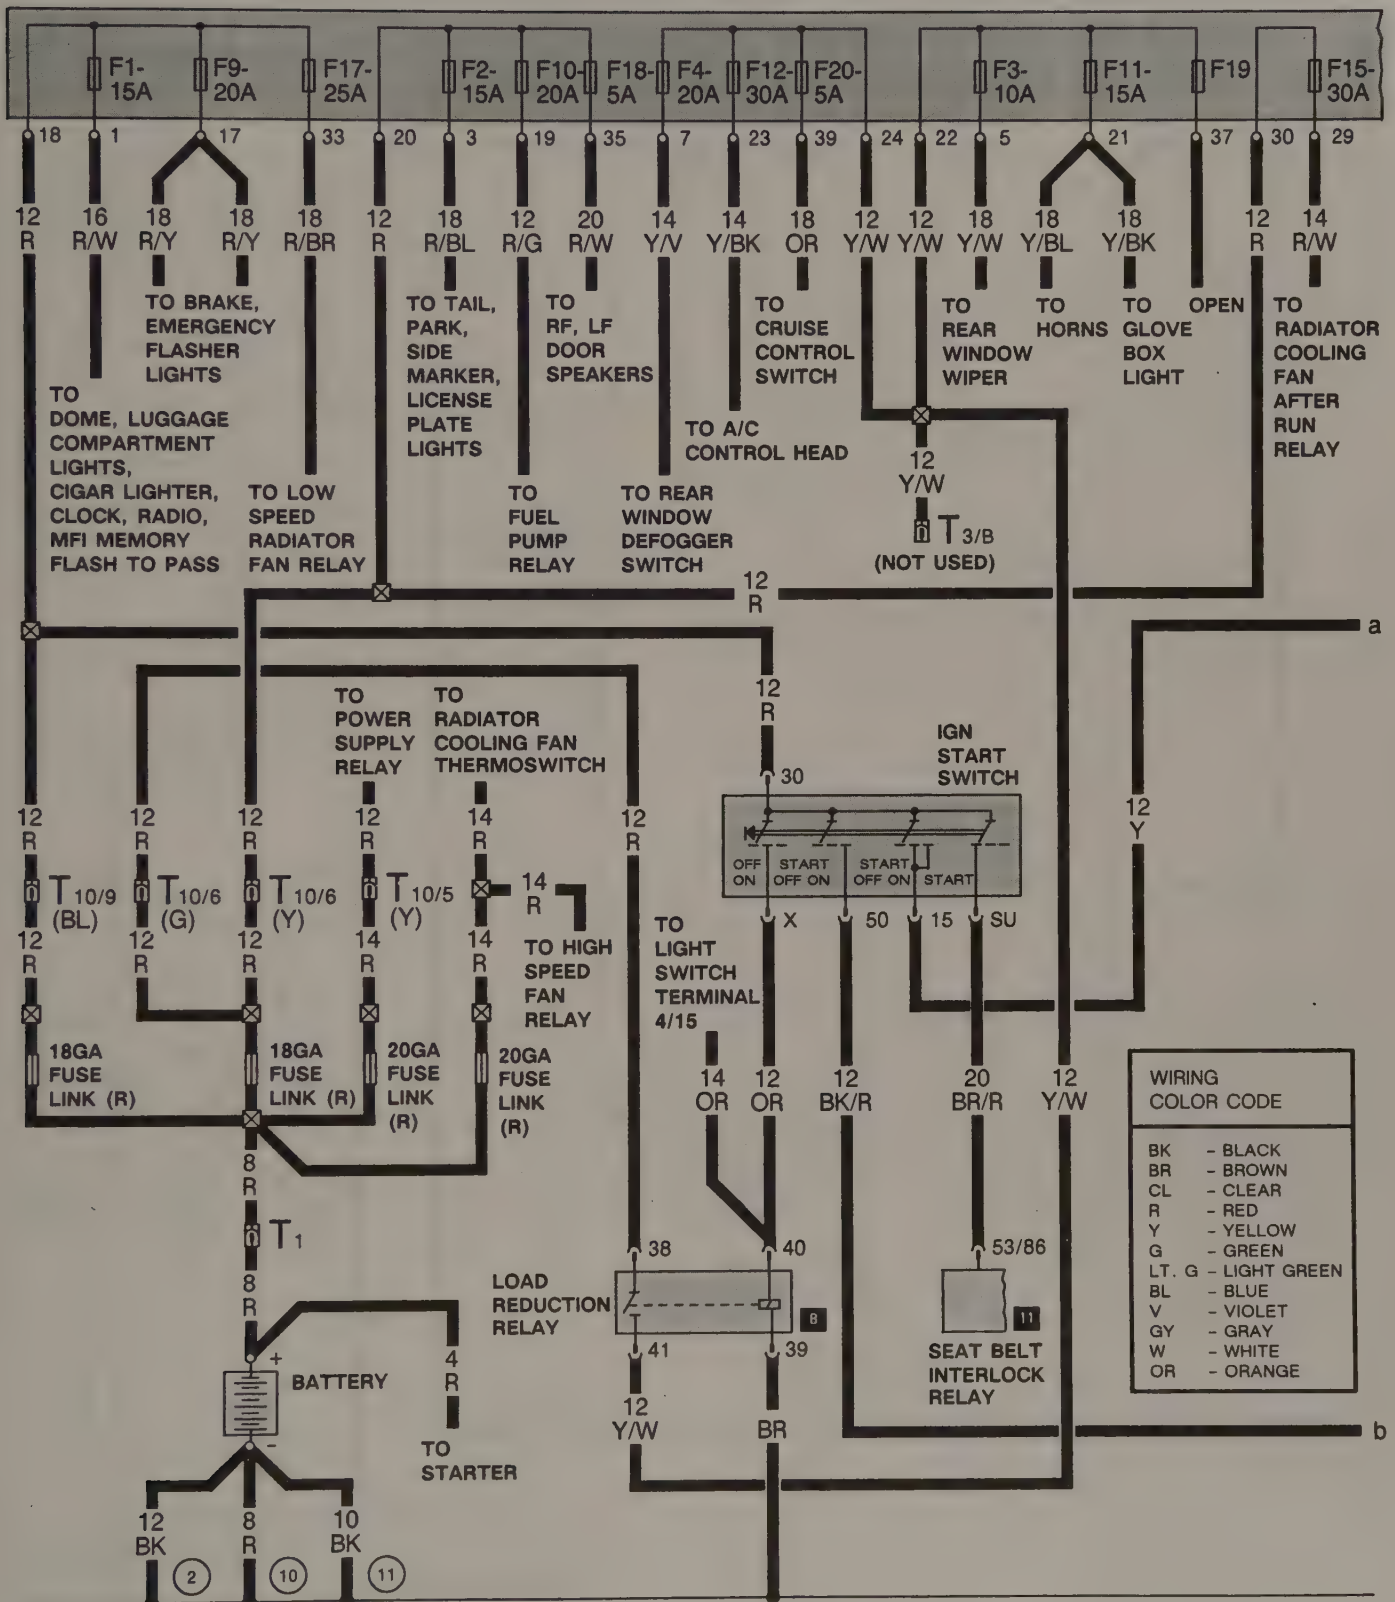 F1-
15A
F9-
20A
F17-
25A
F2-
15A
F10-
20A
F18-
5A
F4-
20A
F12-
30A
F20-
5A
F3-
10A
F11-
15A
F19
F15-
30A
18
1
17
33
20
3
19
35
7
23
39
24
22
5
21
37
30
29
12
R
16
R/W
18
R/Y
18
R/Y
18
R/BR
12
R
18
R/BL
12
R/G
20
R/W
14
Y/V
14
Y/BK
18
OR
12
Y/W
12
Y/W
18
Y/W
18
Y/BL
18
Y/BK
12
R
14
R/W
TO
DOME, LUGGAGE
COMPARTMENT
LIGHTS,
CIGAR LIGHTER,
CLOCK, RADIO,
MFI MEMORY
FLASH TO PASS
TO BRAKE,
EMERGENCY
FLASHER
LIGHTS
TO LOW
SPEED
RADIATOR
FAN RELAY
TO TAIL,
PARK,
SIDE
MARKER,
LICENSE
PLATE
LIGHTS
TO
FUEL
PUMP
RELAY
TO
RF, LF
DOOR
SPEAKERS
TO REAR
WINDOW
DEFOGGER
SWITCH
TO A/C
CONTROL HEAD
TO
CRUISE
CONTROL
SWITCH
12
Y/W
T 3/B
(NOT USED)
TO
REAR
WINDOW
WIPER
TO
HORNS
TO
GLOVE
BOX
LIGHT
OPEN
TO
RADIATOR
COOLING
FAN
AFTER
RUN
RELAY
12
R
a
12
R
TO
POWER
SUPPLY
RELAY
TO
RADIATOR
COOLING FAN
THERMOSWITCH
IGN
START
SWITCH
30
12
R
12
R
12
R
12
R
14
R
12
R
12
Y
OFF
ON
START
OFF ON
START
OFF ON
START
X
50
15
SU
T 10/9
(BL)
T 10/6
(G)
T 10/6
(Y)
T 10/5
(Y)
14
R
12
R
12
R
12
R
14
R
14
R
TO HIGH
SPEED
FAN
RELAY
TO
LIGHT
SWITCH
TERMINAL
4/15
18GA
FUSE
LINK (R)
18GA
FUSE
LINK (R)
20GA
FUSE
LINK
(R)
20GA
FUSE
LINK
(R)
14
OR
12
OR
12
BK/R
20
BR/R
12
Y/W
WIRING
COLOR CODE
BK - BLACK
BR - BROWN
CL - CLEAR
R - RED
Y - YELLOW
G - GREEN
LT. G - LIGHT GREEN
BL - BLUE
V - VIOLET
GY - GRAY
W - WHITE
OR - ORANGE
8
R
T 1
8
R
38
40
53/86
LOAD
REDUCTION
RELAY
8
11
41
39
SEAT BELT
INTERLOCK
RELAY
+
BATTERY
-
4
R
TO
STARTER
12
Y/W
BR
b
12
BK
8
R
10
BK
2
10
11